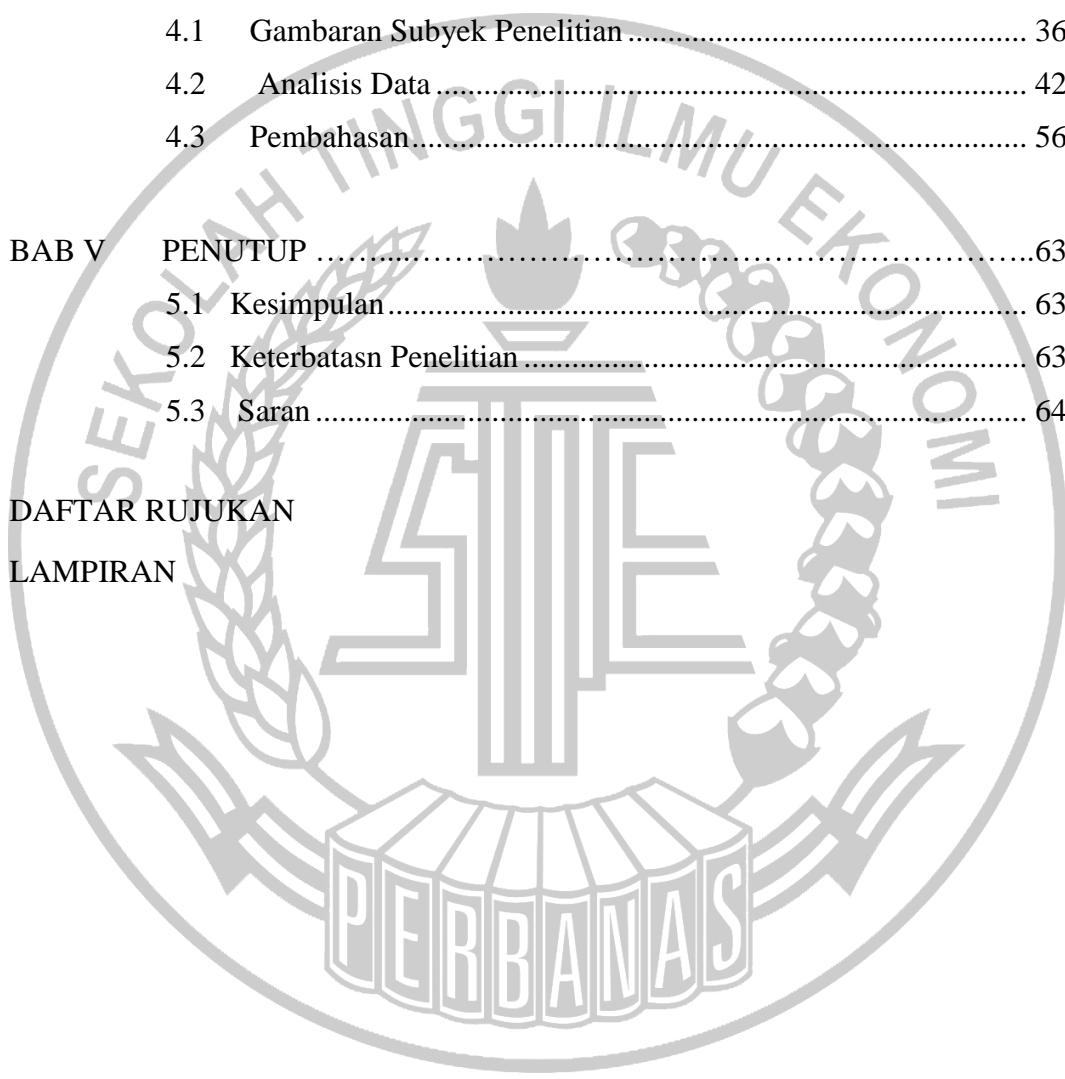 4.1 Gambaran Subyek Penelitian ........................................................ 36
4.2 Analisis Data ................................................................................. 42
4.3 Pembahasan ................................................................................... 56
BAB V PENUTUP ……..……………………………………………………..63
5.1 Kesimpulan ....................................................................................... 63
5.2 Keterbatasn Penelitian ..................................................................... 63
5.3 Saran ................................................................................................. 64
DAFTAR RUJUKAN
LAMPIRAN
SEKOLAH TINGGI ILMU EKONOMI
STIE
PERBANAS